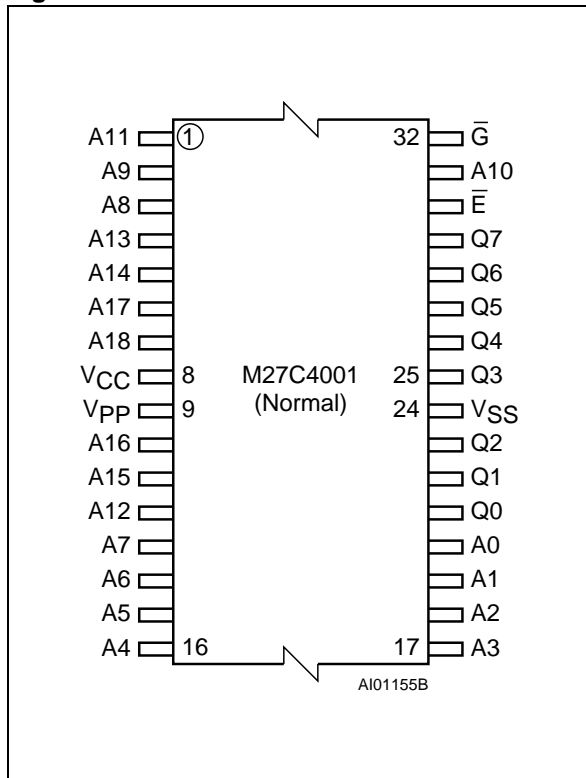 A11 1 32 G̅
A9 A10
A8 E̅
A13 Q7
A14 Q6
A17 Q5
A18 Q4
VCC 8 M27C4001 25 Q3
VPP 9 (Normal) 24 VSS
A16 Q2
A15 Q1
A12 Q0
A7 A0
A6 A1
A5 A2
A4 16 17 A3
AI01155B